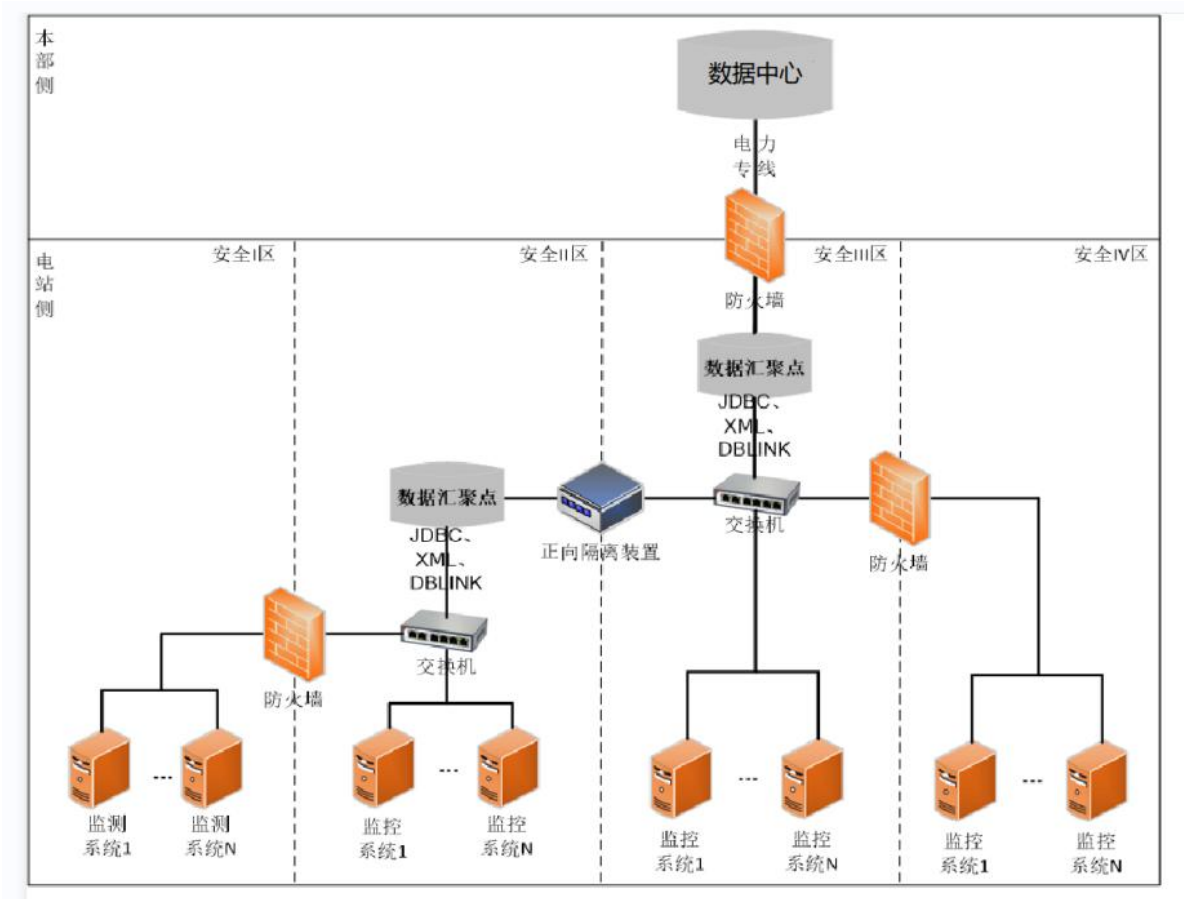 本
部
侧
数据中心
电力
专线
电
站
侧
安全I区
安全II区
安全III区
安全IV区
防火墙
数据汇聚点
JDBC、
XML、
DBLINK
数据汇聚点
JDBC、
XML、
DBLINK
正向隔离装置
交换机
防火墙
防火墙
交换机
...
...
...
...
监测
系统1
监测
系统N
监控
系统1
监控
系统N
监控
系统1
监控
系统N
监控
系统1
监控
系统N